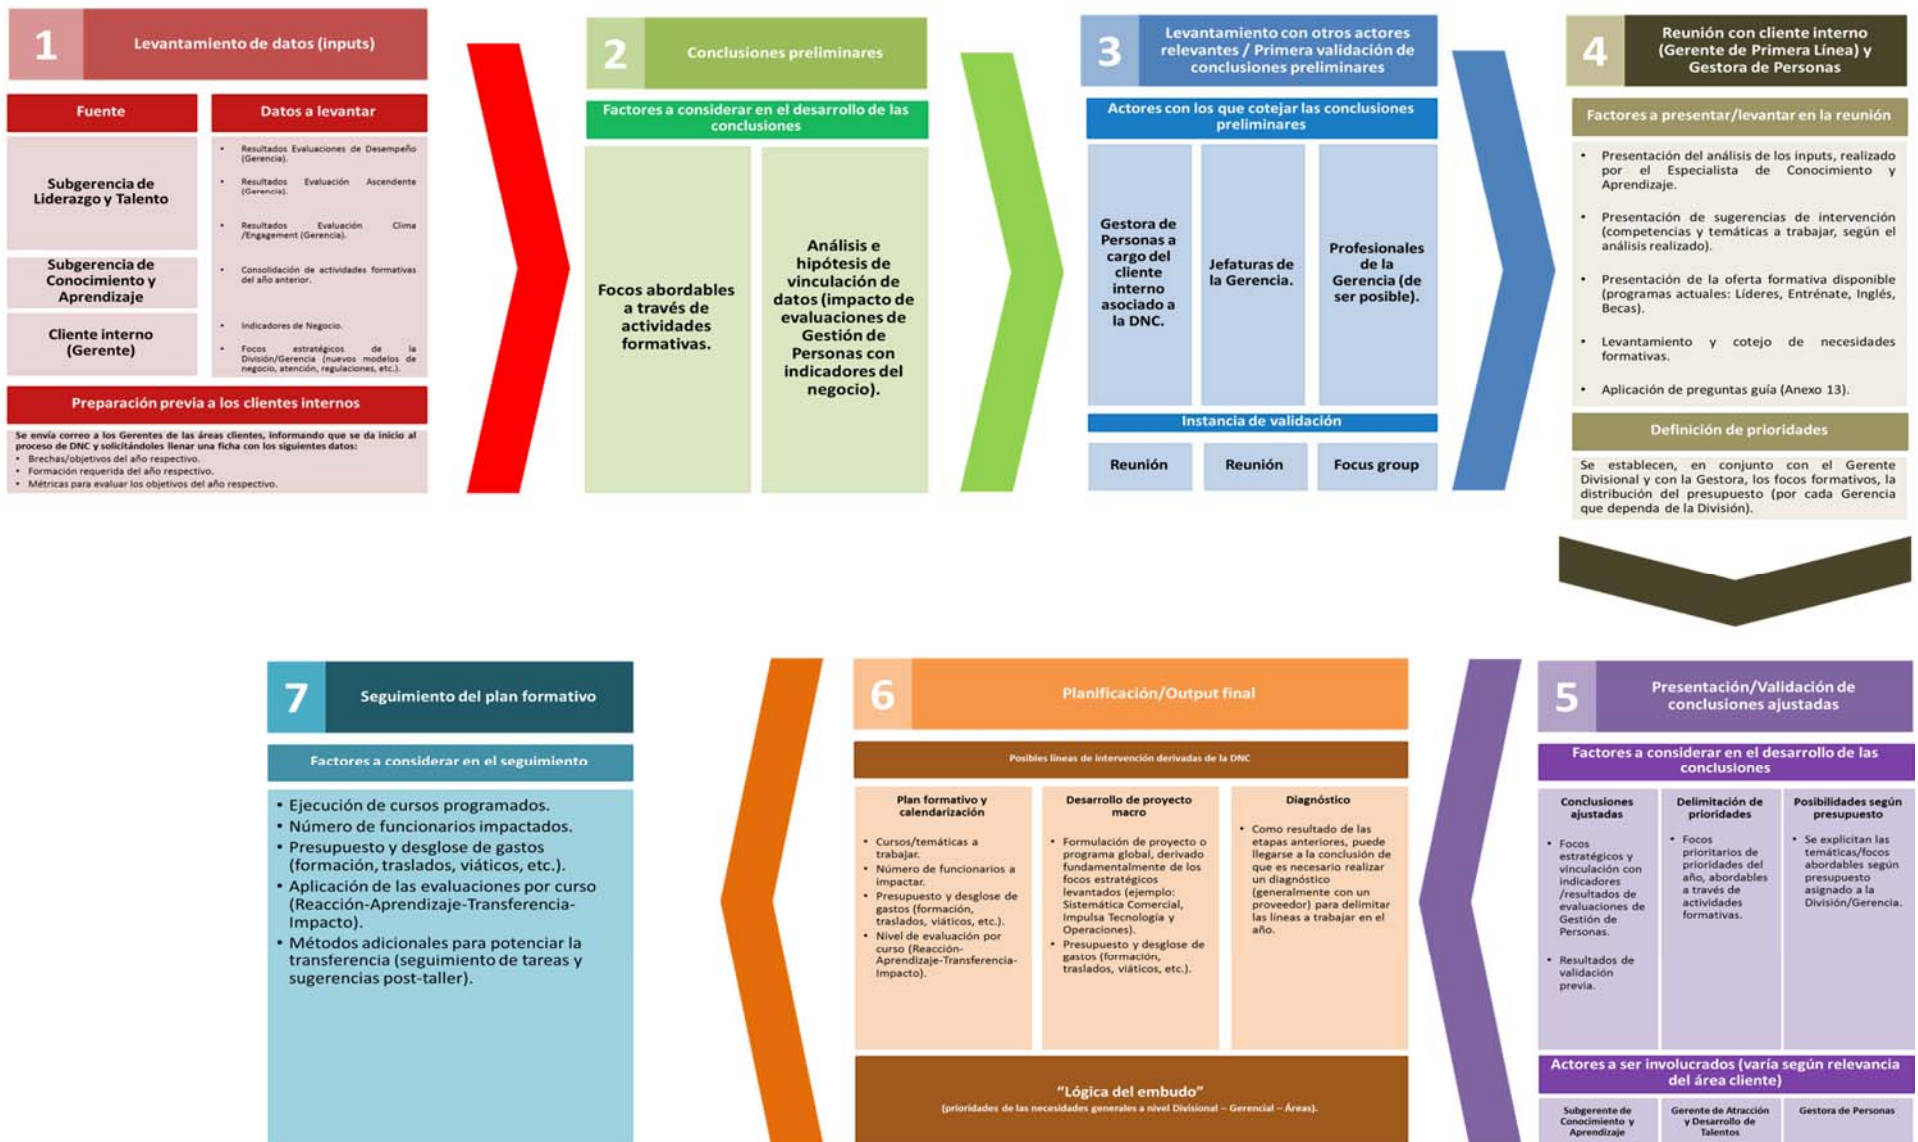 1
Levantamiento de datos (inputs)
Fuente
Datos a levantar
Subgerencia de
Liderazgo y Talento
• Resultados Evaluaciones de Desempeño
(Gerencia).
• Resultados Evaluación Ascendente
(Gerencia).
• Resultados Evaluación Clima
/Engagement (Gerencia).
Subgerencia de
Conocimiento y
Aprendizaje
• Consolidación de actividades formativas
del año anterior.
Cliente interno
(Gerente)
• Indicadores de Negocio.
• Focos estratégicos de la
División/Gerencia (nuevos modelos de
negocio, atención, regulaciones, etc.).
Preparación previa a los clientes internos
Se envía correo a los Gerentes de las áreas clientes, informando que se da inicio al
proceso de DNC y solicitándoles llenar una ficha con los siguientes datos:
• Brechas/objetivos del año respectivo.
• Formación requerida del año respectivo.
• Métricas para evaluar los objetivos del año respectivo.
2
Conclusiones preliminares
Factores a considerar en el desarrollo de las
conclusiones
Focos abordables
a través de
actividades
formativas.
Análisis e
hipótesis de
vinculación de
datos (impacto de
evaluaciones de
Gestión de
Personas con
indicadores del
negocio).
3
Levantamiento con otros actores
relevantes / Primera validación de
conclusiones preliminares
Actores con los que cotejar las conclusiones
preliminares
Gestora de
Personas a
cargo del
cliente
interno
asociado a
la DNC.
Jefaturas de
la Gerencia.
Profesionales
de la
Gerencia (de
ser posible).
Instancia de validación
Reunión
Reunión
Focus group
4
Reunión con cliente interno
(Gerente de Primera Línea) y
Gestora de Personas
Factores a presentar/levantar en la reunión
• Presentación del análisis de los inputs, realizado
por el Especialista de Conocimiento y
Aprendizaje.
• Presentación de sugerencias de intervención
(competencias y temáticas a trabajar, según el
análisis realizado).
• Presentación de la oferta formativa disponible
(programas actuales: Líderes, Entrénate, Inglés,
Becas).
• Levantamiento y cotejo de necesidades
formativas.
• Aplicación de preguntas guía (Anexo 13).
Definición de prioridades
Se establecen, en conjunto con el Gerente
Divisional y con la Gestora, los focos formativos, la
distribución del presupuesto (por cada Gerencia
que dependa de la División).
5
Presentación/Validación de
conclusiones ajustadas
Factores a considerar en el desarrollo de las
conclusiones
Conclusiones
ajustadas
• Focos
estratégicos y
vinculación con
indicadores
/resultados de
evaluaciones de
Gestión de
Personas.
• Resultados de
validación
previa.
Delimitación de
prioridades
• Focos
prioritarios de
prioridades del
año, abordables
a través de
actividades
formativas.
Posibilidades según
presupuesto
• Se explicitan las
temáticas/focos
abordables según
presupuesto
asignado a la
División/Gerencia.
Actores a ser involucrados (varía según relevancia
del área cliente)
Subgerente de
Conocimiento y
Aprendizaje
Gerente de Atracción
y Desarrollo de
Talentos
Gestora de Personas
6
Planificación/Output final
Posibles líneas de intervención derivadas de la DNC
Plan formativo y
calendarización
• Cursos/temáticas a
trabajar.
• Número de funcionarios a
impactar.
• Presupuesto y desglose de
gastos (formación,
traslados, viáticos, etc.).
• Nivel de evaluación por
curso (Reacción-
Aprendizaje-Transferencia-
Impacto).
Desarrollo de proyecto
macro
• Formulación de proyecto o
programa global, derivado
fundamentalmente de los
focos estratégicos
levantados (ejemplo:
Sistemática Comercial,
Impulsa Tecnología y
Operaciones).
• Presupuesto y desglose de
gastos (formación,
traslados, viáticos, etc.).
Diagnóstico
• Como resultado de las
etapas anteriores, puede
llegarse a la conclusión de
que es necesario realizar
un diagnóstico
(generalmente con un
proveedor) para delimitar
las líneas a trabajar en el
año.
"Lógica del embudo"
(prioridades de las necesidades generales a nivel Divisional – Gerencial – Áreas).
7
Seguimiento del plan formativo
Factores a considerar en el seguimiento
• Ejecución de cursos programados.
• Número de funcionarios impactados.
• Presupuesto y desglose de gastos
(formación, traslados, viáticos, etc.).
• Aplicación de las evaluaciones por curso
(Reacción-Aprendizaje-Transferencia-
Impacto).
• Métodos adicionales para potenciar la
transferencia (seguimiento de tareas y
sugerencias post-taller).